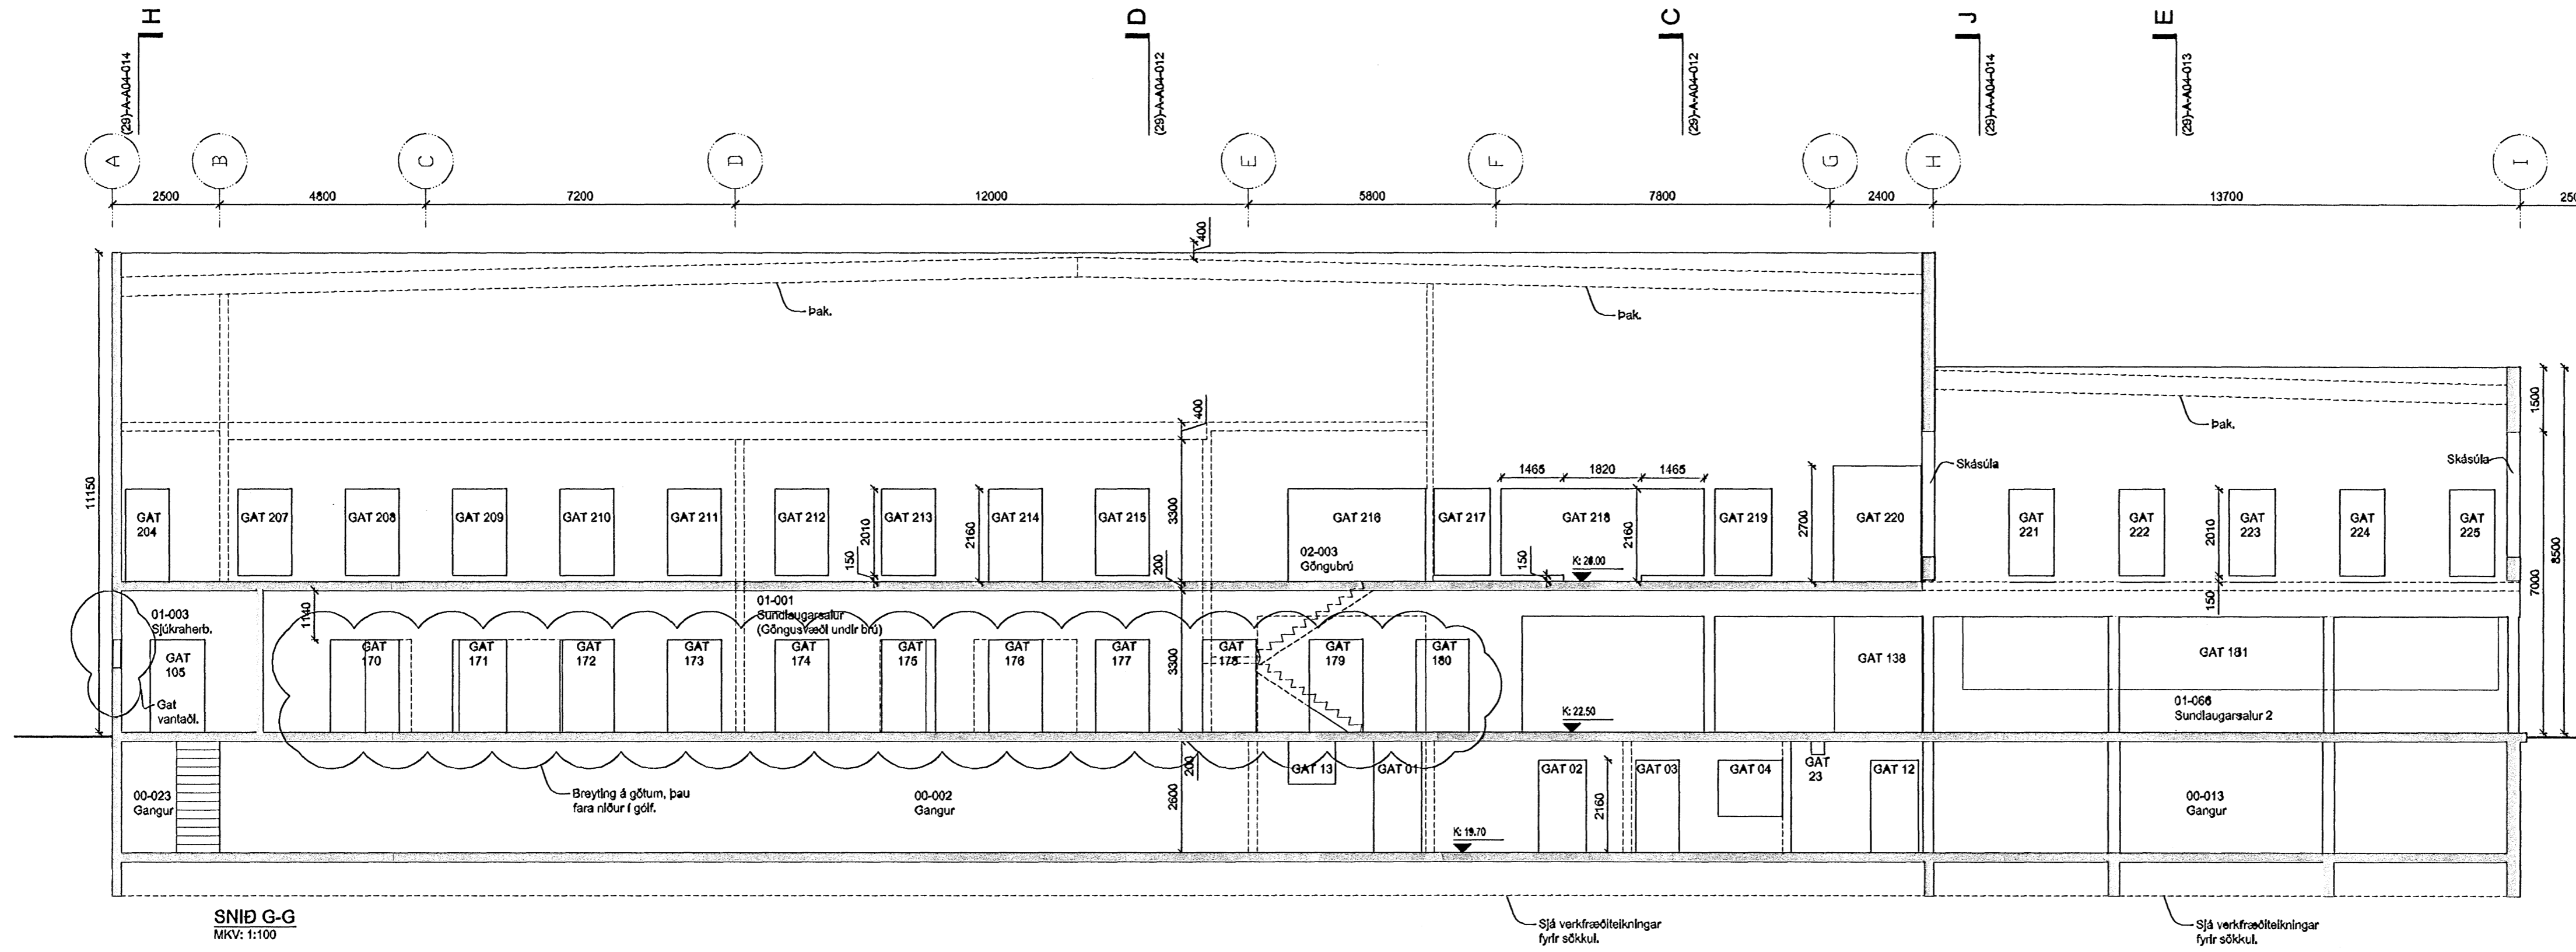 H
D
C
J
E
(29)-A-A04-014
(29)-A-A04-012
(29)-A-A04-012
(29)-A-A04-014
(29)-A-A04-013
A
B
C
D
E
F
G
H
I
2500
4800
7200
12000
5800
7800
2400
13700
400
Þak.
Þak.
Þak.
11150
400
3300
1500
7000
8500
Skásúla
Skásúla
1465
1820
1465
GAT
204
GAT 207
GAT 208
GAT 209
GAT 210
GAT 211
GAT 212
GAT 213
GAT 214
GAT 215
GAT 216
GAT 217
GAT 218
GAT 219
GAT 220
GAT
221
GAT
222
GAT
223
GAT
224
GAT
225
2010
2160
150
200
150
2160
2700
2010
150
02-003
Göngubrú
K: 26.00
01-003
Sjúkraherb.
1140
01-001
Sundlaugarsalur
(Göngusvæði undir brú)
GAT
105
GAT
170
GAT
171
GAT
172
GAT
173
GAT
174
GAT
175
GAT
176
GAT
177
GAT
178
GAT
179
GAT
180
3300
GAT 138
GAT 181
01-066
Sundlaugarsalur 2
Gat
vantaði.
K: 22.50
200
00-023
Gangur
Breyting á götum, þau
fara niður í gólf.
00-002
Gangur
2600
GAT 13
GAT 01
GAT 02
GAT 03
GAT 04
GAT
23
GAT 12
2160
K: 19.70
00-013
Gangur
SNIÐ G-G
MKV: 1:100
Sjá verkfræðiteikningar
fyrir sökkul.
Sjá verkfræðiteikningar
fyrir sökkul.